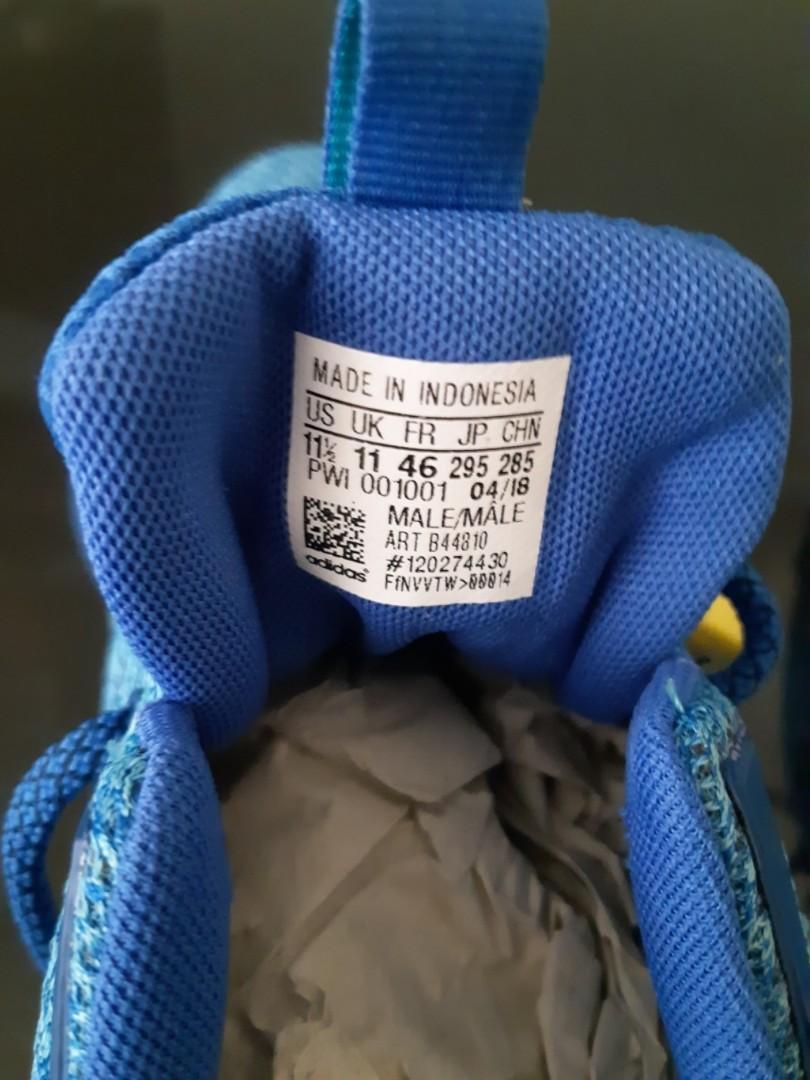 MADE IN INDONESIA
US UK FR JP CHN
11½ 11 46 295 285
PWI 001001 04/18
MALE/MÂLE
ART B44810
#120274430
adidas
FfNVVTW>00014